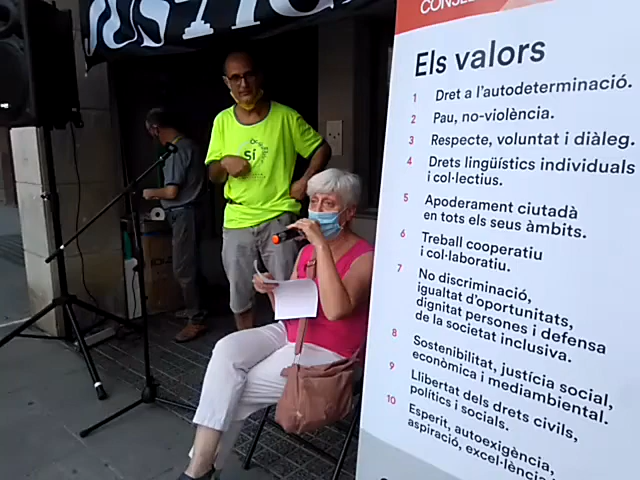 JUSTÍCI
CONSEL
Els valors
1 Dret a l'autodeterminació.
2 Pau, no-violència.
3 Respecte, voluntat i diàleg.
4 Drets lingüístics individuals
i col·lectius.
5 Apoderament ciutadà
en tots els seus àmbits.
6 Treball cooperatiu
i col·laboratiu.
7 No discriminació,
igualtat d'oportunitats,
dignitat persones i defensa
de la societat inclusiva.
8 Sostenibilitat, justícia social,
econòmica i mediambiental.
9 Llibertat dels drets civils,
polítics i socials.
10 Esperit, autoexigència,
aspiració, excel·lència
Sí